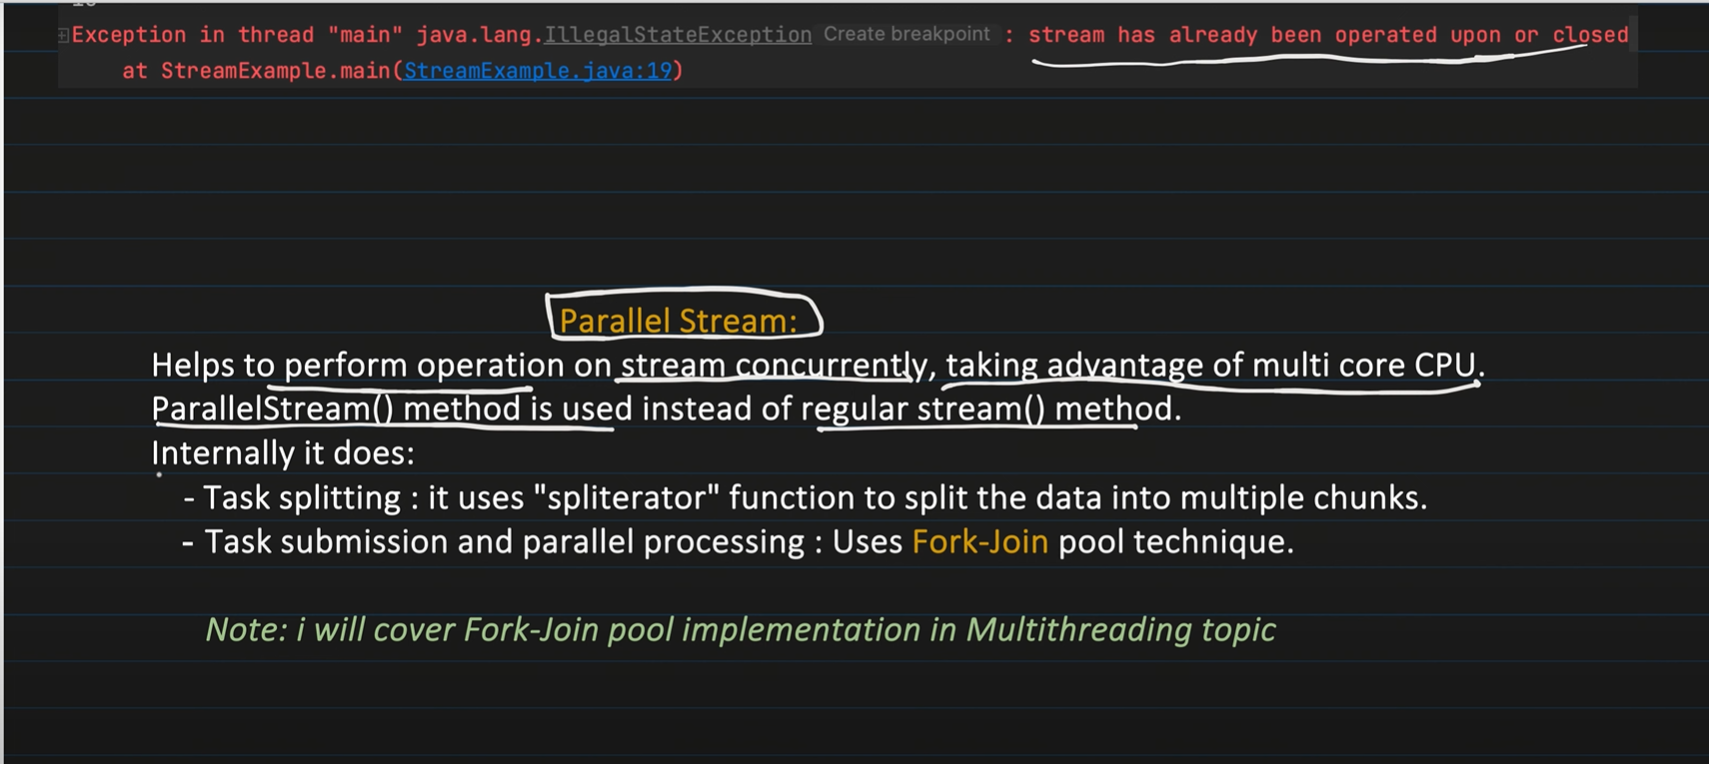 Exception in thread "main" java.lang.IllegalStateException Create breakpoint : stream has already been operated upon or closed
at StreamExample.main(StreamExample.java:19)
Parallel Stream:
Helps to perform operation on stream concurrently, taking advantage of multi core CPU.
ParallelStream() method is used instead of regular stream() method.
Internally it does:
- Task splitting : it uses "spliterator" function to split the data into multiple chunks.
- Task submission and parallel processing : Uses Fork-Join pool technique.
Note: i will cover Fork-Join pool implementation in Multithreading topic